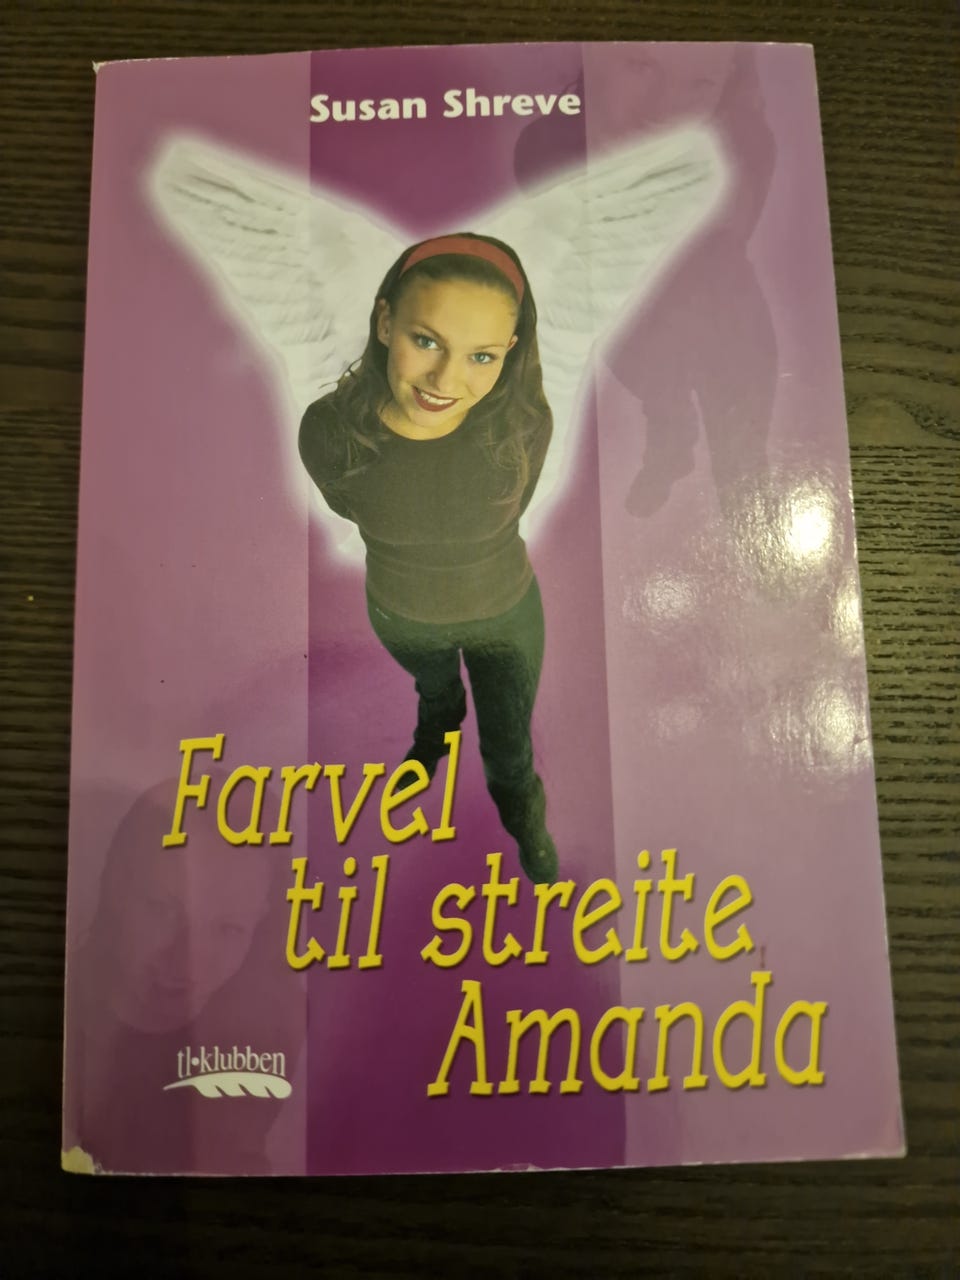 Susan Shreve
Farvel
til streite
Amanda
tl•klubben